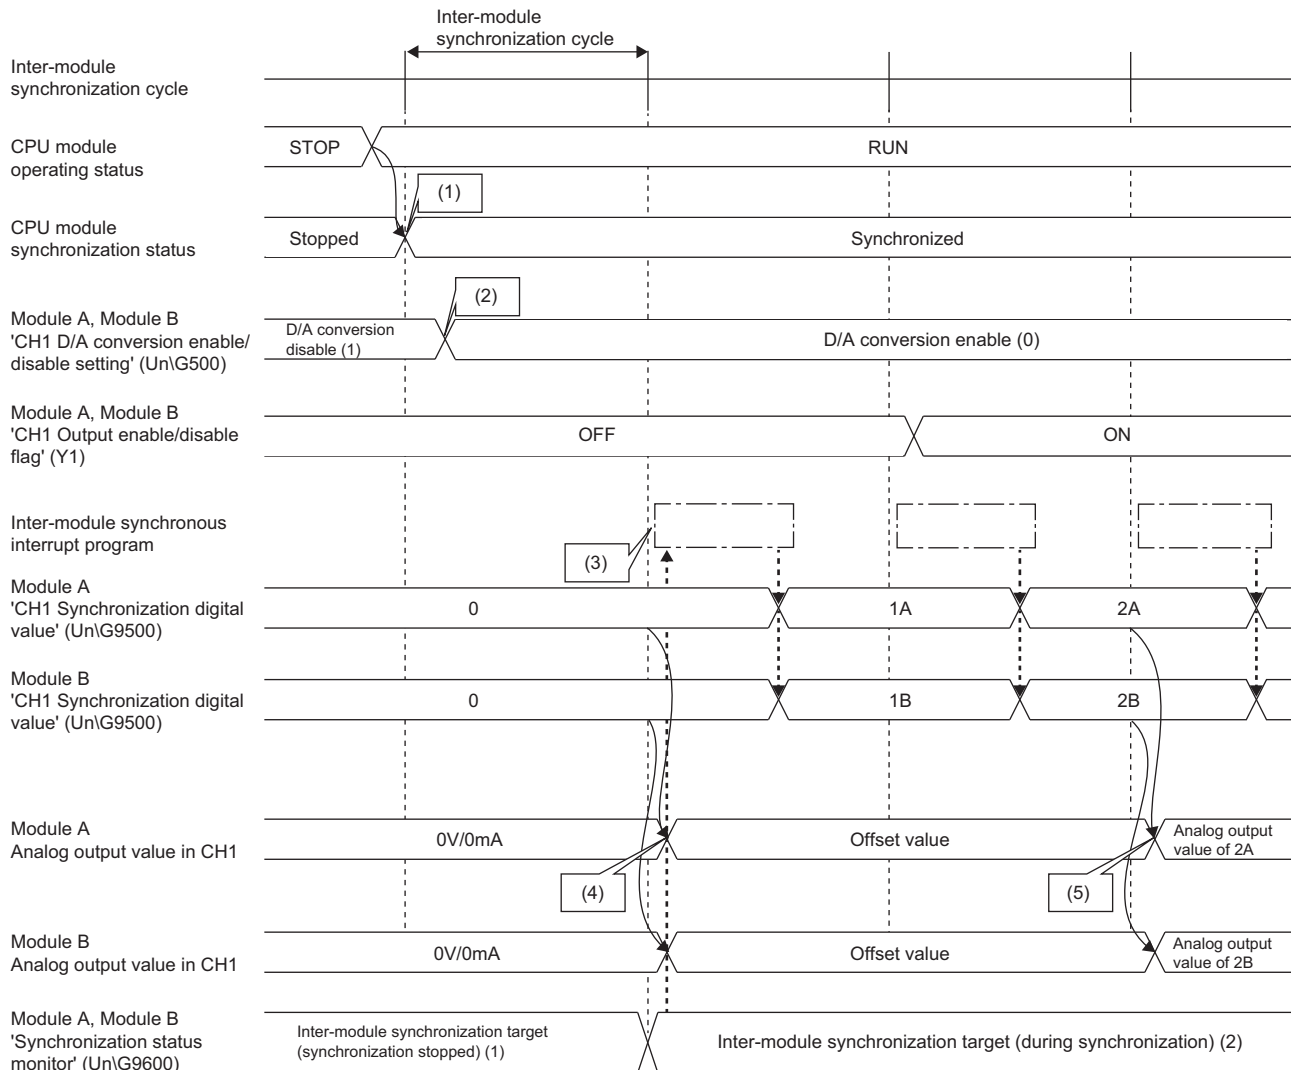 Inter-module
synchronization cycle
Inter-module
synchronization cycle
CPU module
operating status
STOP
RUN
(1)
CPU module
synchronization status
Stopped
Synchronized
(2)
Module A, Module B
'CH1 D/A conversion enable/
disable setting' (Un\G500)
D/A conversion
disable (1)
D/A conversion enable (0)
Module A, Module B
'CH1 Output enable/disable
flag' (Y1)
OFF
ON
Inter-module synchronous
interrupt program
(3)
Module A
'CH1 Synchronization digital
value' (Un\G9500)
0
1A
2A
Module B
'CH1 Synchronization digital
value' (Un\G9500)
0
1B
2B
Module A
Analog output value in CH1
0V/0mA
Offset value
Analog output
value of 2A
(4)
(5)
Module B
Analog output value in CH1
0V/0mA
Offset value
Analog output
value of 2B
Module A, Module B
'Synchronization status
monitor' (Un\G9600)
Inter-module synchronization target
(synchronization stopped) (1)
Inter-module synchronization target (during synchronization) (2)